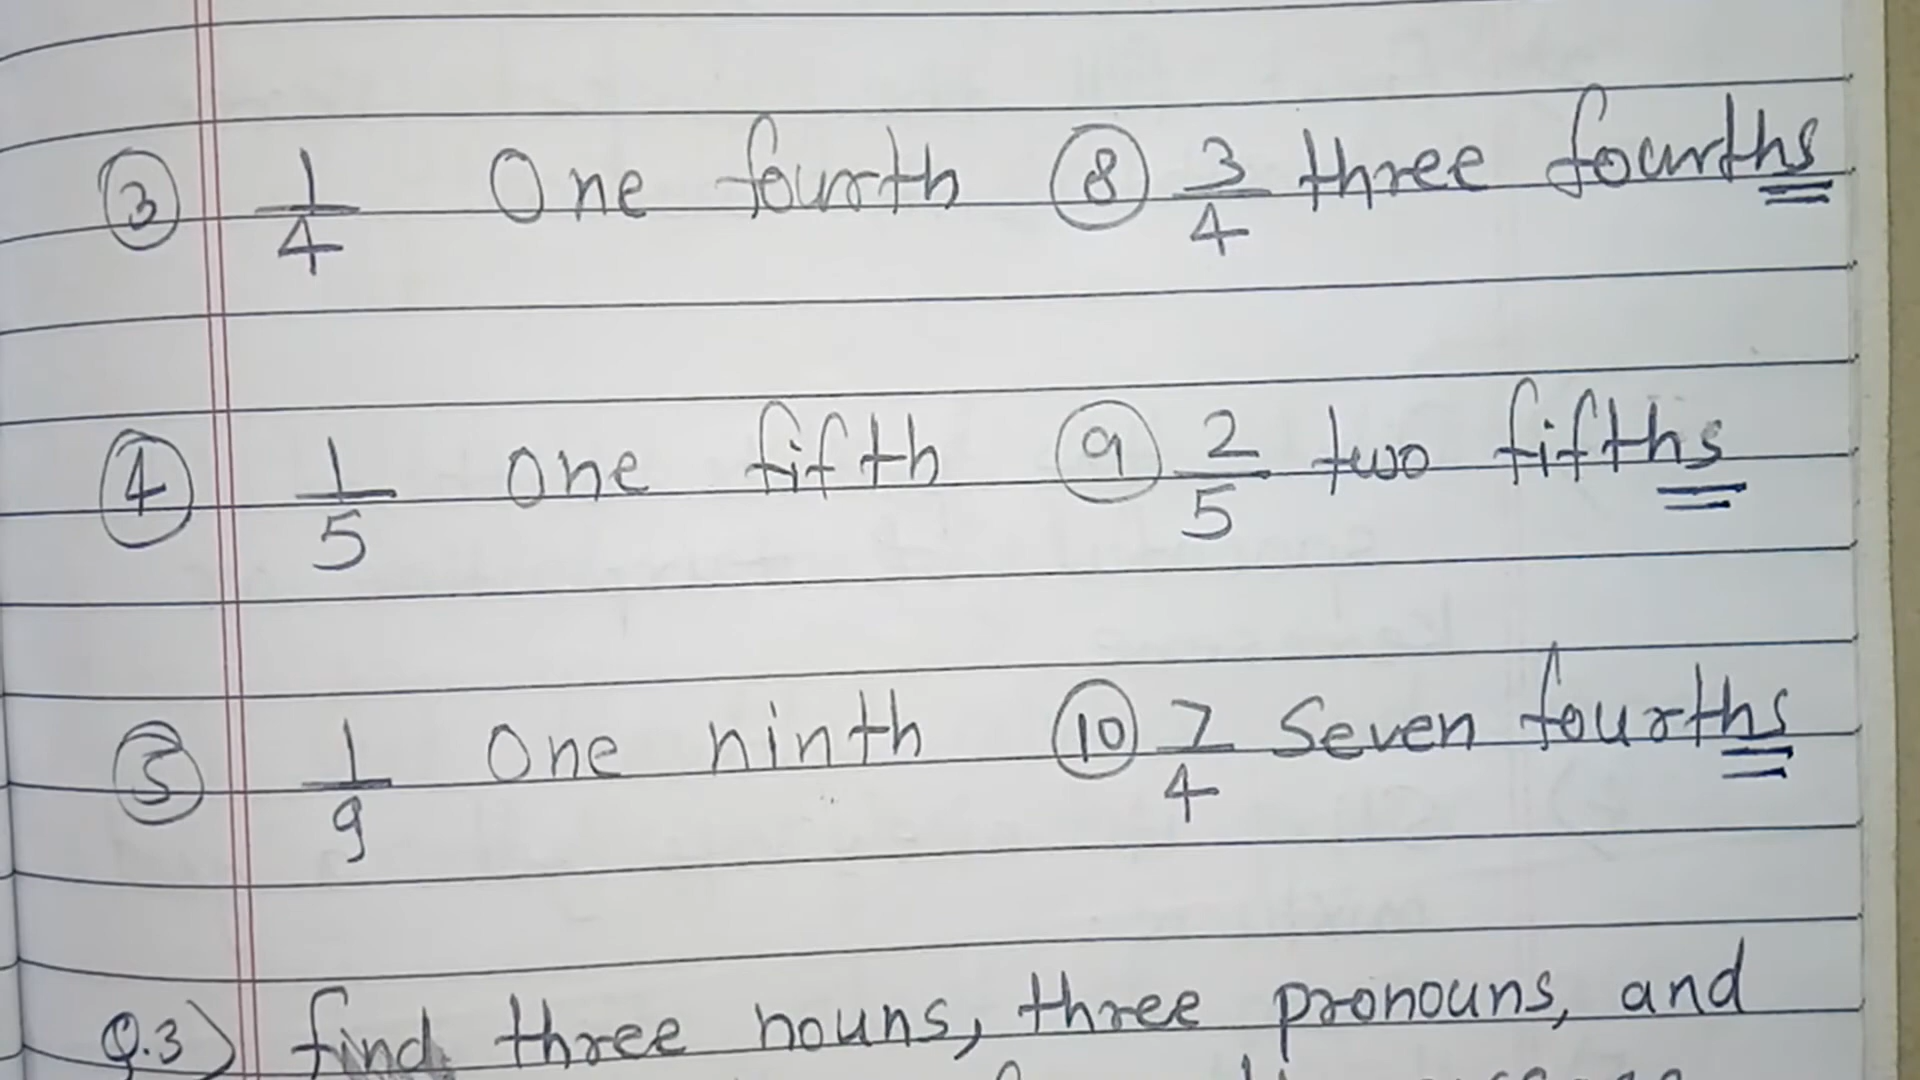 ③ 1/4 One fourth ⑧ 3/4 three fourths
④ 1/5 One fifth ⑨ 2/5 two fifths
⑤ 1/9 One ninth ⑩ 7/4 Seven fourths
Q.3) find three nouns, three pronouns, and